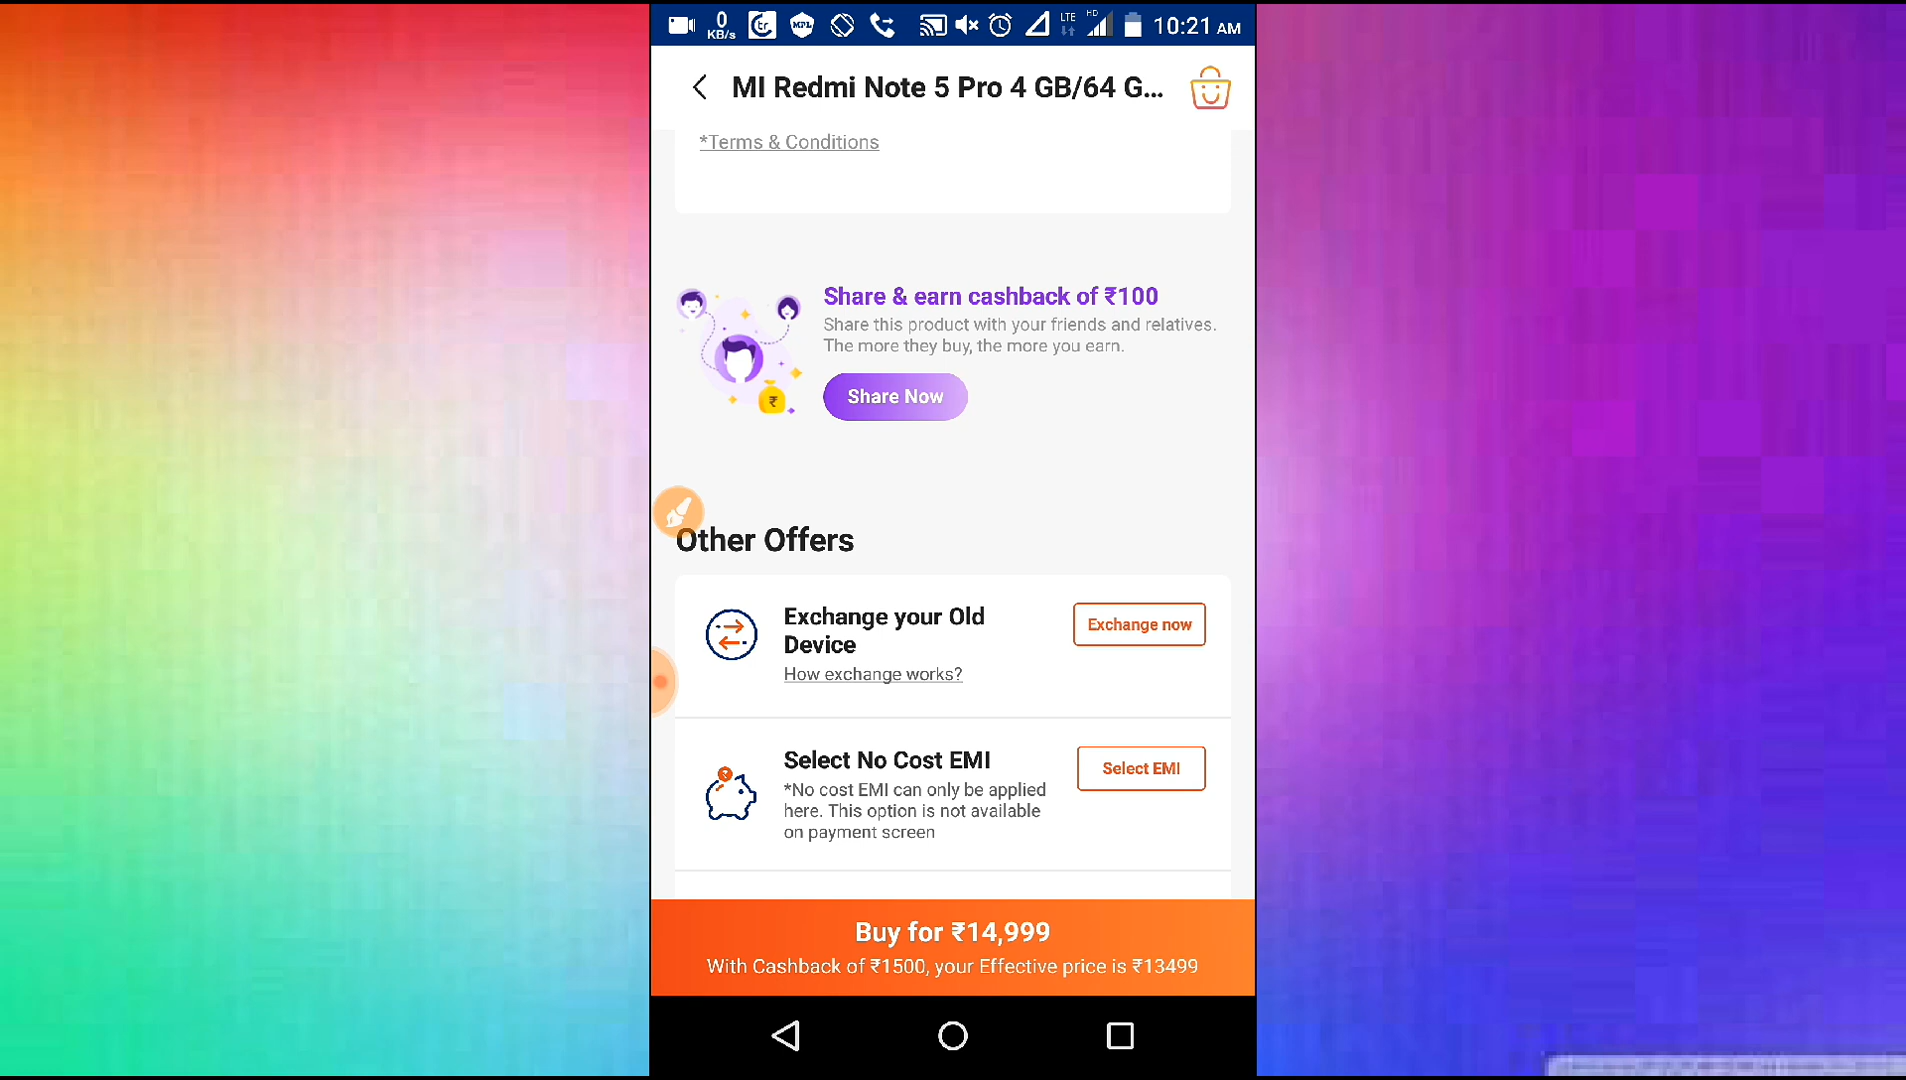 0
KB/s
tr
MPL
LTE
HD
10:21 AM
MI Redmi Note 5 Pro 4 GB/64 G...
*Terms & Conditions
Share & earn cashback of ₹100
Share this product with your friends and relatives.
The more they buy, the more you earn.
₹
Share Now
Other Offers
Exchange your Old
Device
Exchange now
How exchange works?
Select No Cost EMI
Select EMI
*No cost EMI can only be applied
here. This option is not available
on payment screen
Buy for ₹14,999
With Cashback of ₹1500, your Effective price is ₹13499